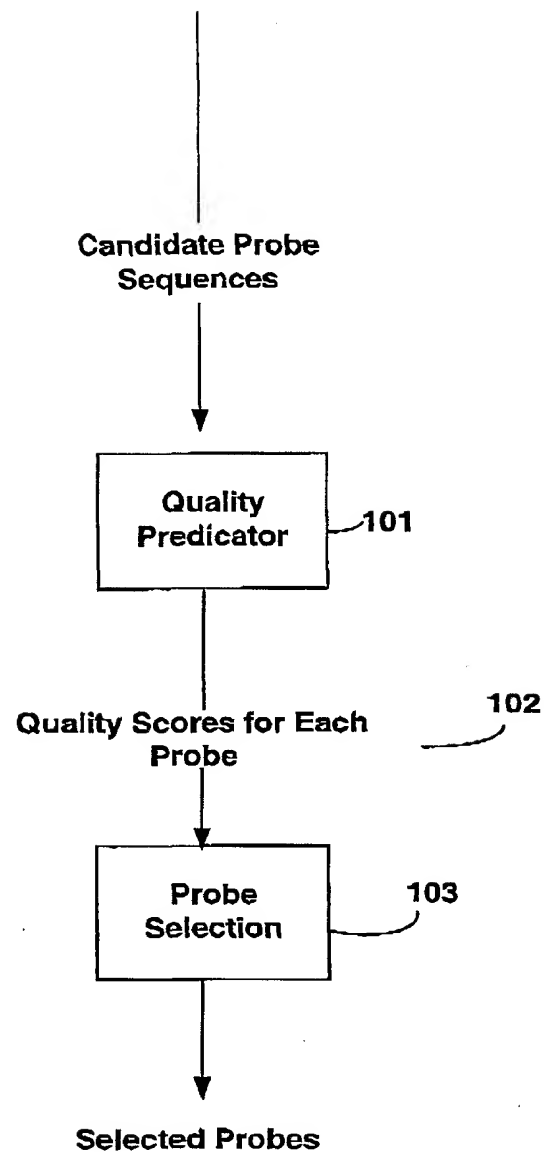 Candidate Probe
Sequences
Quality
Predicator
101
Quality Scores for Each
Probe
102
Probe
Selection
103
Selected Probes